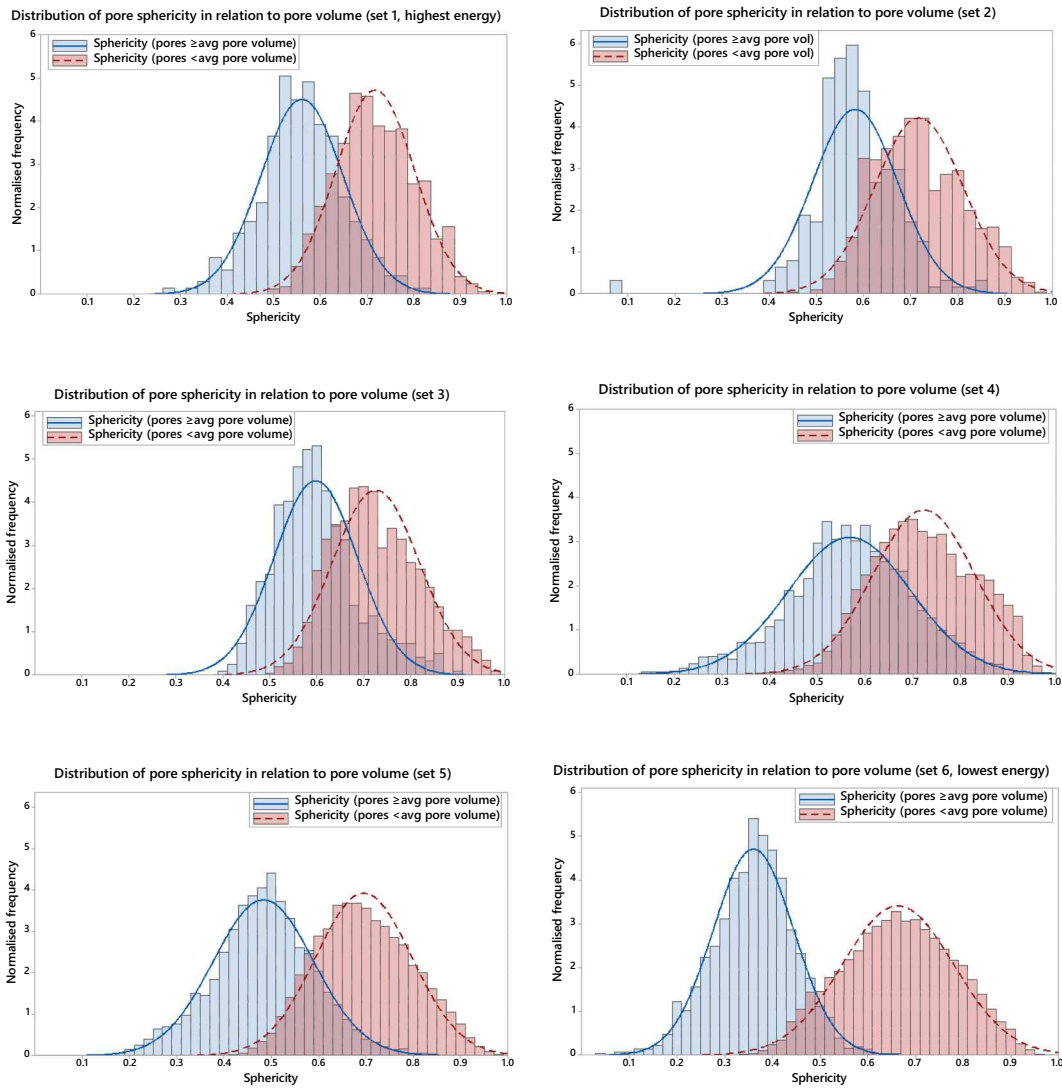 Distribution of pore sphericity in relation to pore volume (set 1, highest energy)
Sphericity (pores ≥avg pore volume)
Sphericity (pores <avg pore volume)
Normalised frequency
6
5
4
3
2
1
0
0.1 0.2 0.3 0.4 0.5 0.6 0.7 0.8 0.9 1.0
Sphericity
Distribution of pore sphericity in relation to pore volume (set 2)
Sphericity (pores ≥avg pore vol)
Sphericity (pores <avg pore vol)
Normalised frequency
6
5
4
3
2
1
0
0.1 0.2 0.3 0.4 0.5 0.6 0.7 0.8 0.9 1.0
Sphericity
Distribution of pore sphericity in relation to pore volume (set 3)
Sphericity (pores ≥avg pore volume)
Sphericity (pores <avg pore volume)
Normalised frequency
6
5
4
3
2
1
0
0.1 0.2 0.3 0.4 0.5 0.6 0.7 0.8 0.9 1.0
Sphericity
Distribution of pore sphericity in relation to pore volume (set 4)
Sphericity (pores ≥avg pore volume)
Sphericity (pores <avg pore volume)
Normalised frequency
6
5
4
3
2
1
0
0.1 0.2 0.3 0.4 0.5 0.6 0.7 0.8 0.9 1.0
Sphericity
Distribution of pore sphericity in relation to pore volume (set 5)
Sphericity (pores ≥avg pore volume)
Sphericity (pores <avg pore volume)
Normalised frequency
6
5
4
3
2
1
0
0.1 0.2 0.3 0.4 0.5 0.6 0.7 0.8 0.9 1.0
Sphericity
Distribution of pore sphericity in relation to pore volume (set 6, lowest energy)
Sphericity (pores ≥avg pore volume)
Sphericity (pores <avg pore volume)
Normalised frequency
6
5
4
3
2
1
0
0.1 0.2 0.3 0.4 0.5 0.6 0.7 0.8 0.9 1.0
Sphericity